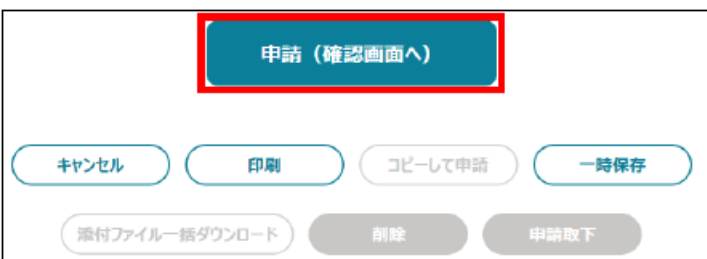 申請（確認画面へ）
キャンセル 印刷 コピーして申請 一時保存
添付ファイル一括ダウンロード 削除 申請取下